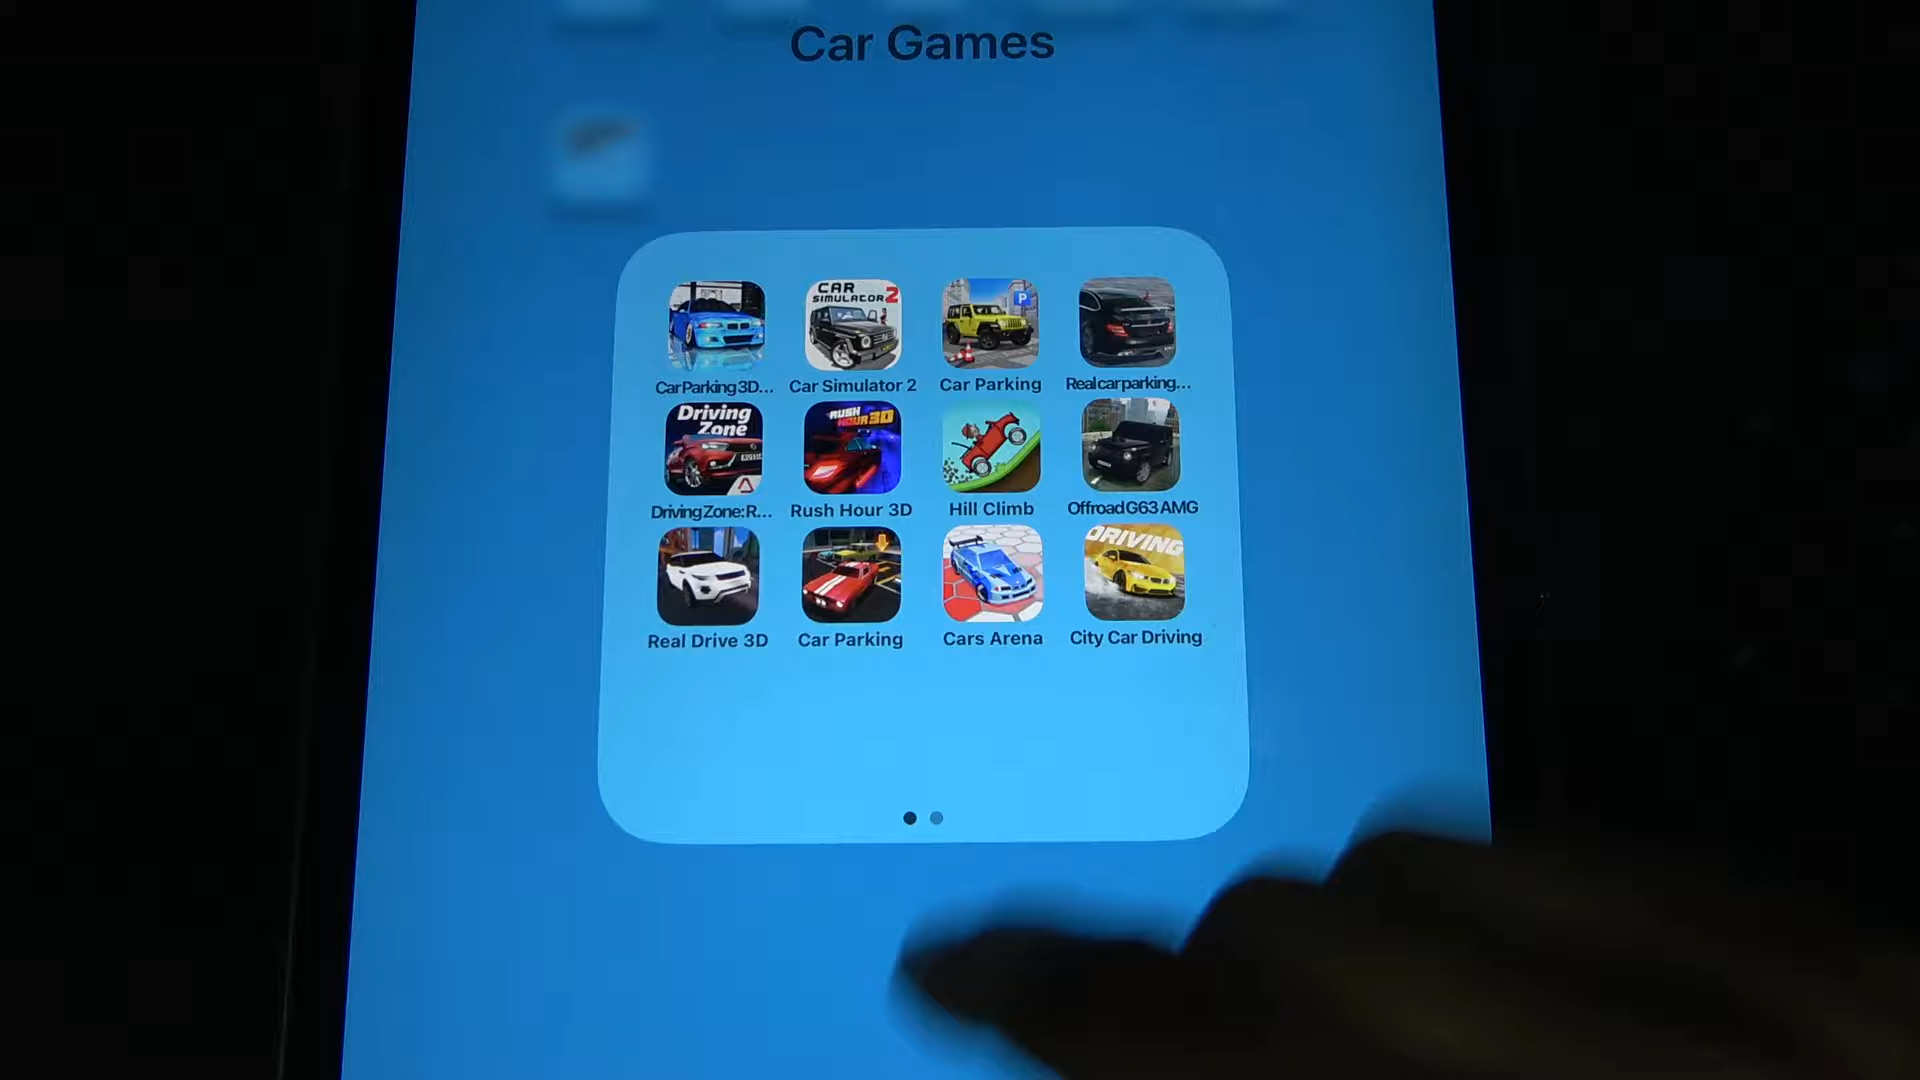 Car Games
CAR
SIMULATOR 2
P
CarParking3D... Car Simulator 2 Car Parking Realcarparking...
Driving
Zone
RUSSIA
RUSH
HOUR 3D
DrivingZone:R... Rush Hour 3D Hill Climb OffroadG63AMG
DRIVING
Real Drive 3D Car Parking Cars Arena City Car Driving